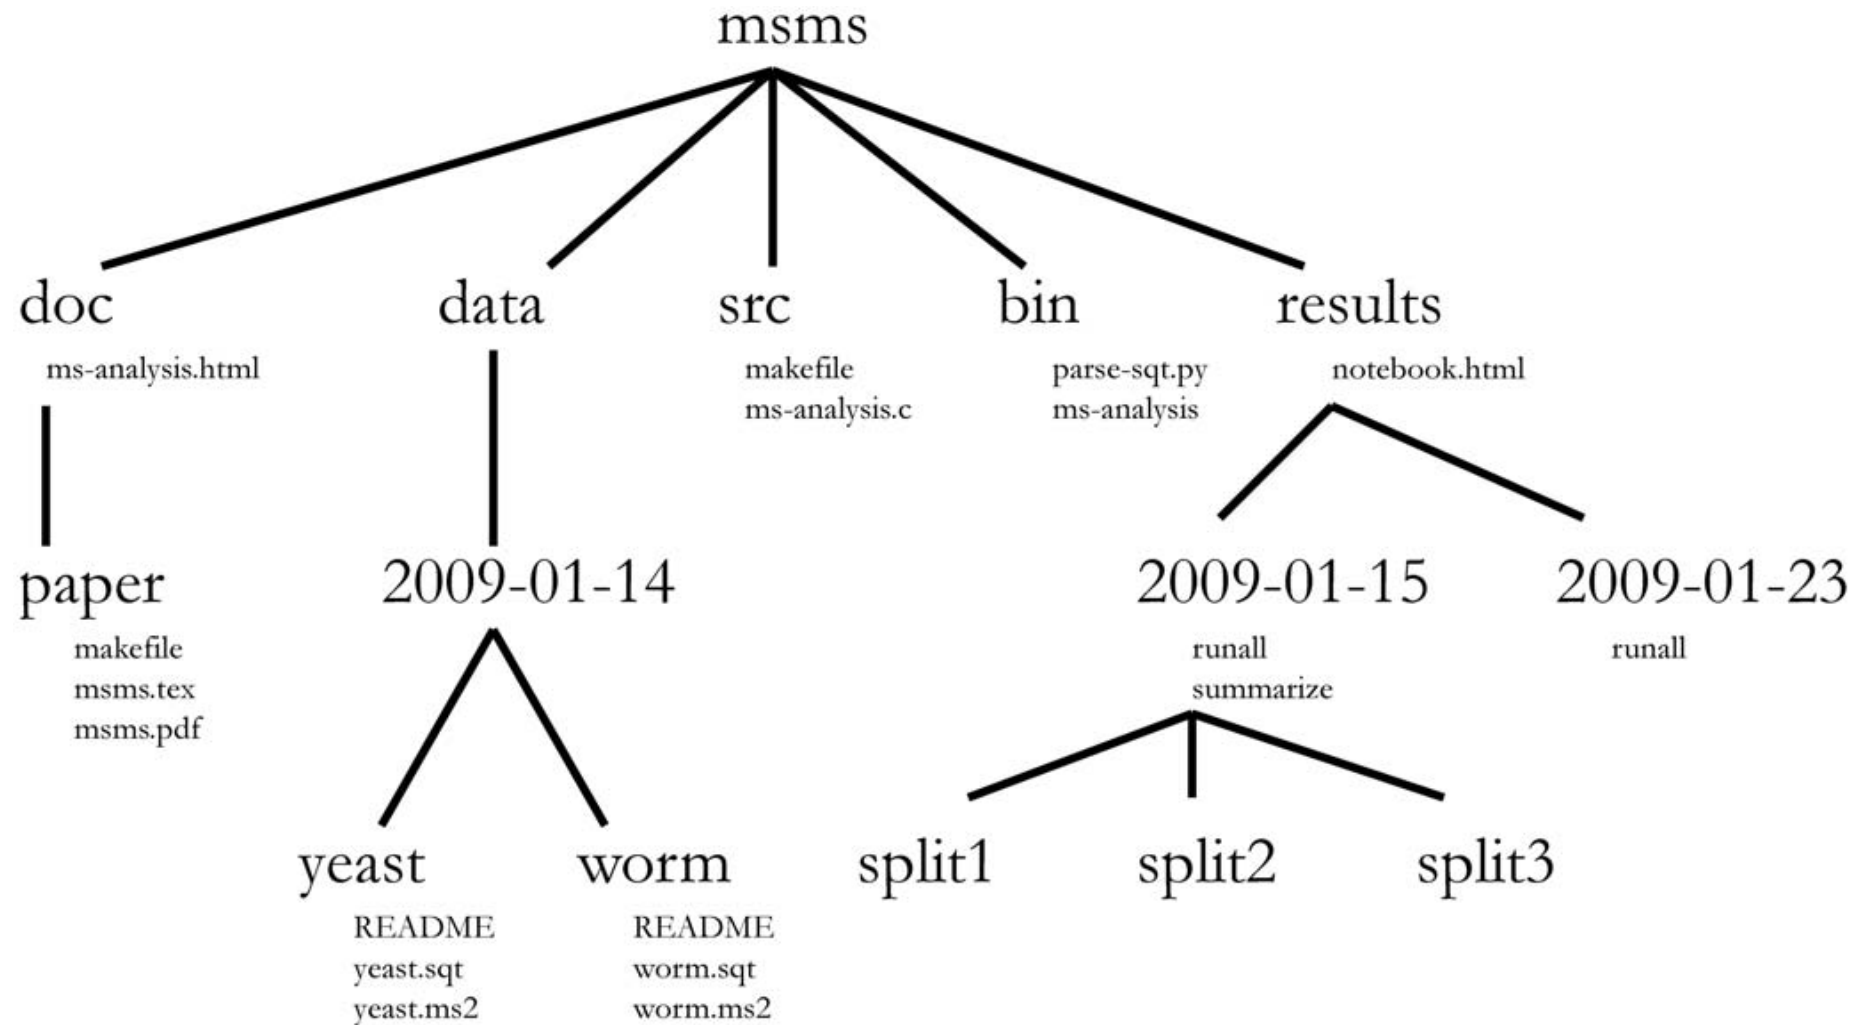 msms
doc
data
src
bin
results
ms-analysis.html
makefile
ms-analysis.c
parse-sqt.py
ms-analysis
notebook.html
paper
makefile
msms.tex
msms.pdf
2009-01-14
2009-01-15
runall
summarize
2009-01-23
runall
yeast
README
yeast.sqt
yeast.ms2
worm
README
worm.sqt
worm.ms2
split1
split2
split3